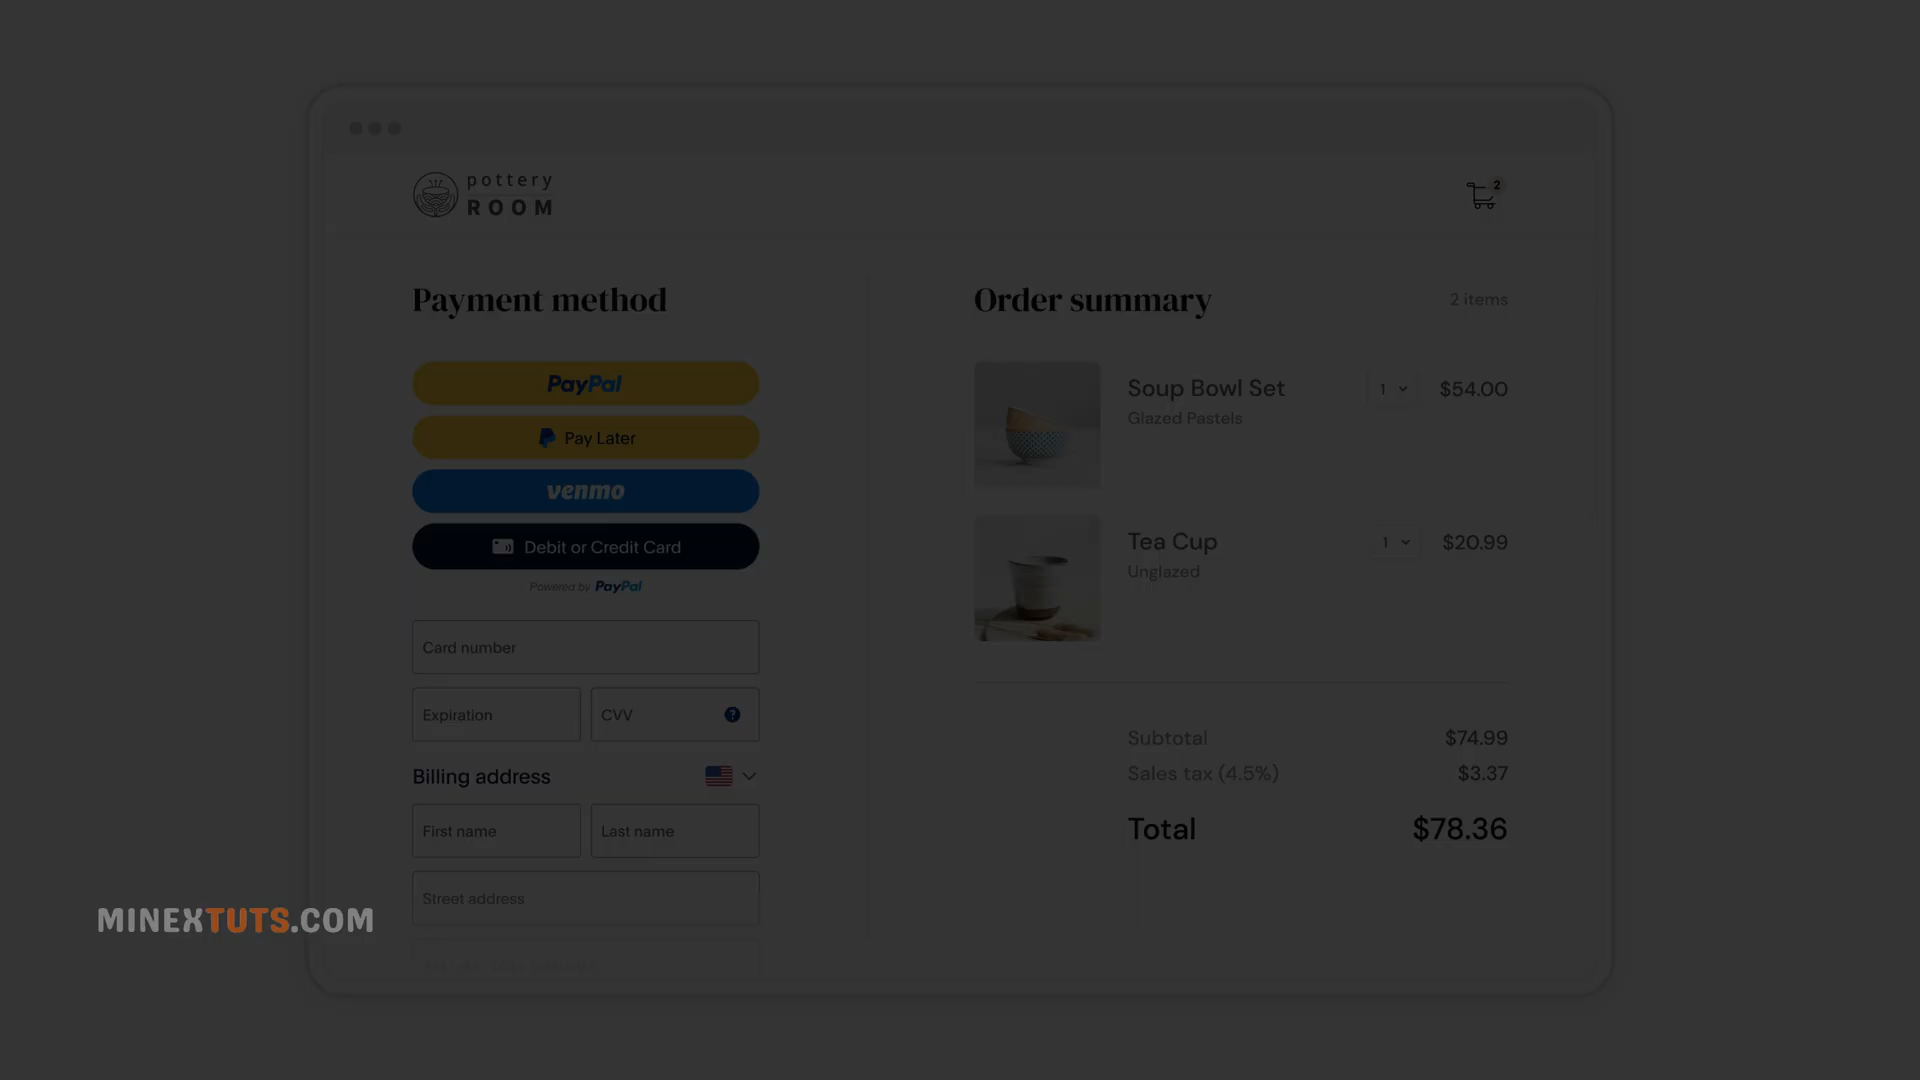 pottery
ROOM
2
Payment method
PayPal
Pay Later
venmo
Debit or Credit Card
Powered by PayPal
Card number
Expiration
CVV
?
Billing address
First name
Last name
Street address
Order summary
2 items
Soup Bowl Set
1
$54.00
Glazed Pastels
Tea Cup
1
$20.99
Unglazed
Subtotal
$74.99
Sales tax (4.5%)
$3.37
Total
$78.36
MINEXTUTS.COM